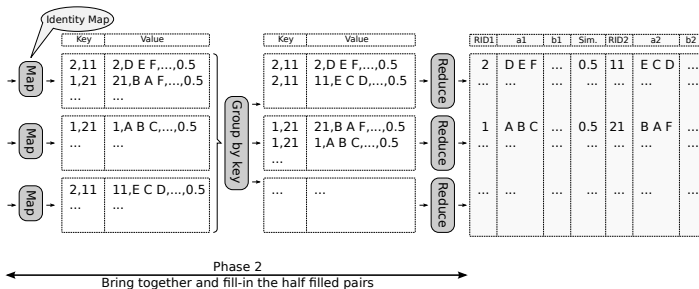 Identity Map
Key Value Key Value RID1 a1 b1 Sim. RID2 a2 b2
Map 2,11 2,D E F,...,0.5 2,11 2,D E F,...,0.5 Reduce 2 D E F ... 0.5 11 E C D ...
1,21 21,B A F,...,0.5 2,11 11,E C D,...,0.5 ... ... ... ... ... ...
... ...
Group by key
Map 1,21 1,A B C,...,0.5 1,21 21,B A F,...,0.5 Reduce 1 A B C ... 0.5 21 B A F
... ... 1,21 1,A B C,...,0.5 ... ... ... ... ... ...
... ...
Map 2,11 11,E C D,...,0.5 ... ... Reduce ... ... ... ... ... ...
... ...
Phase 2
Bring together and fill-in the half filled pairs